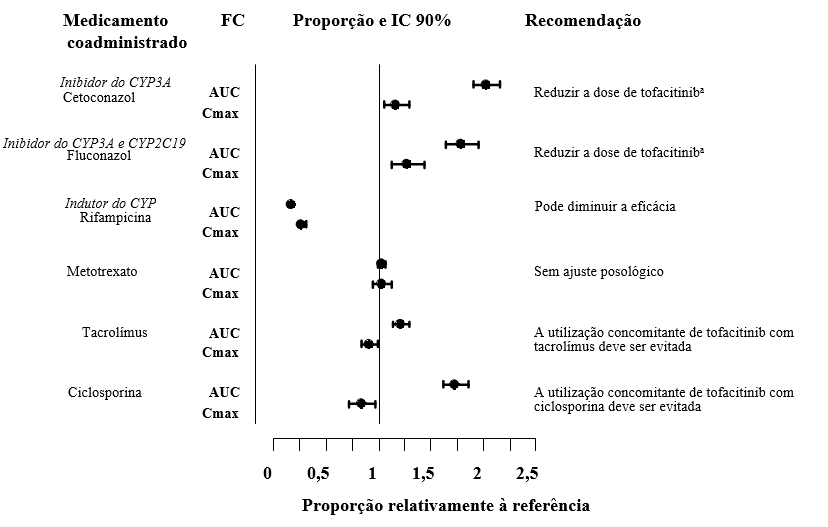 Medicamento coadministrado FC Proporção e IC 90% Recomendação
Inibidor do CYP3A
Cetoconazol AUC Reduzir a dose de tofacitinibª
Cmax
Inibidor do CYP3A e CYP2C19
Fluconazol AUC Reduzir a dose de tofacitinibª
Cmax
Indutor do CYP
Rifampicina AUC Pode diminuir a eficácia
Cmax
Metotrexato AUC Sem ajuste posológico
Cmax
Tacrolímus AUC A utilização concomitante de tofacitinib com
Cmax tacrolímus deve ser evitada
Ciclosporina AUC A utilização concomitante de tofacitinib com
Cmax ciclosporina deve ser evitada
0 0,5 1 1,5 2 2,5
Proporção relativamente à referência